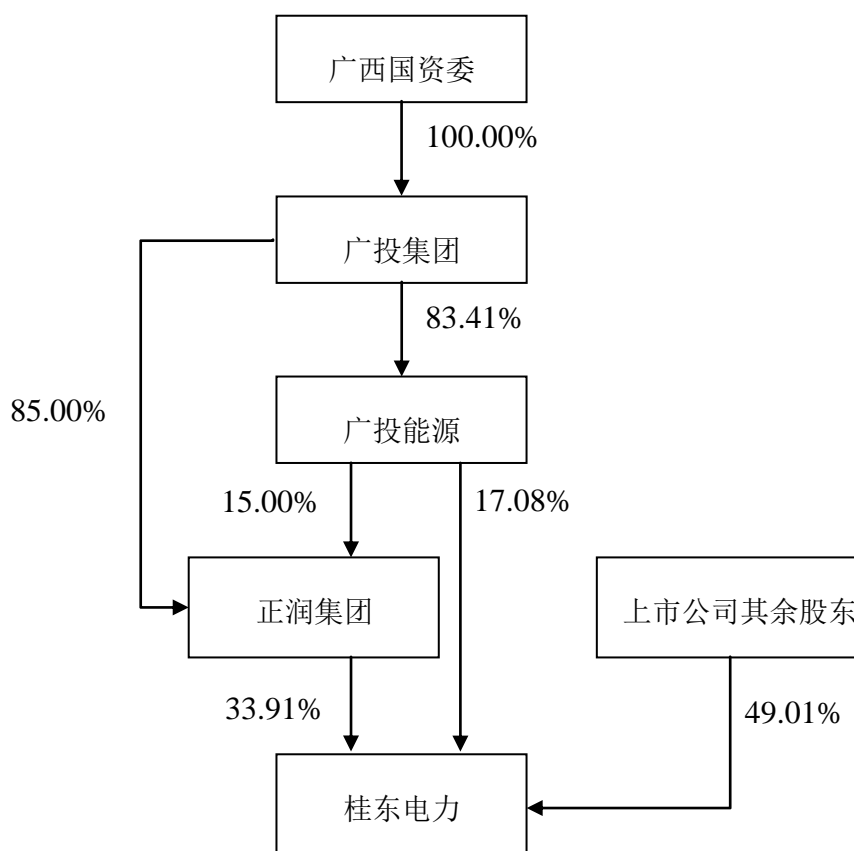 广西国资委
100.00%
广投集团
83.41%
85.00%
广投能源
15.00%
17.08%
正润集团
上市公司其余股东
33.91%
49.01%
桂东电力